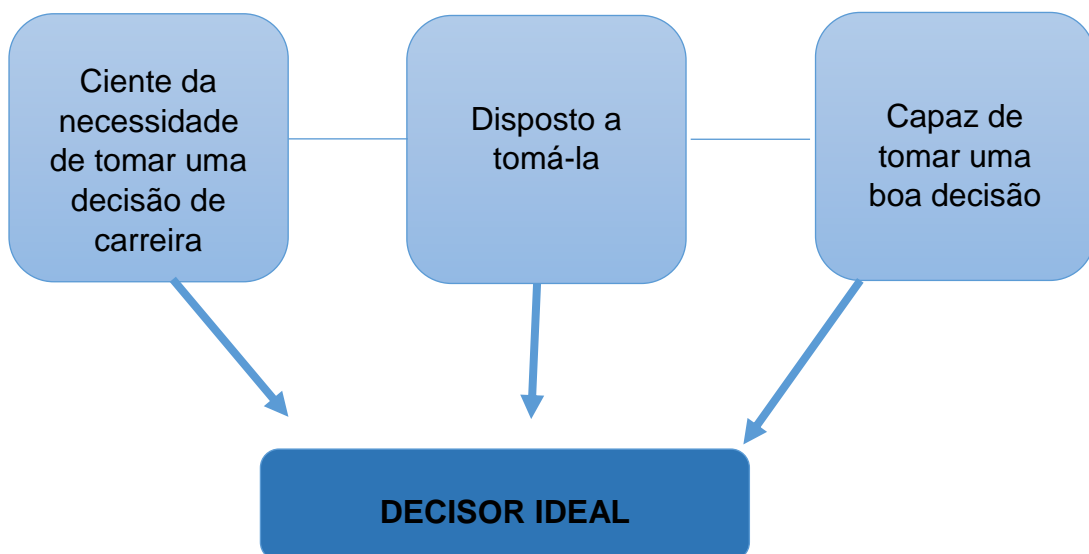 Ciente da
necessidade
de tomar uma
decisão de
carreira
Disposto a
tomá-la
Capaz de
tomar uma
boa decisão
DECISOR IDEAL